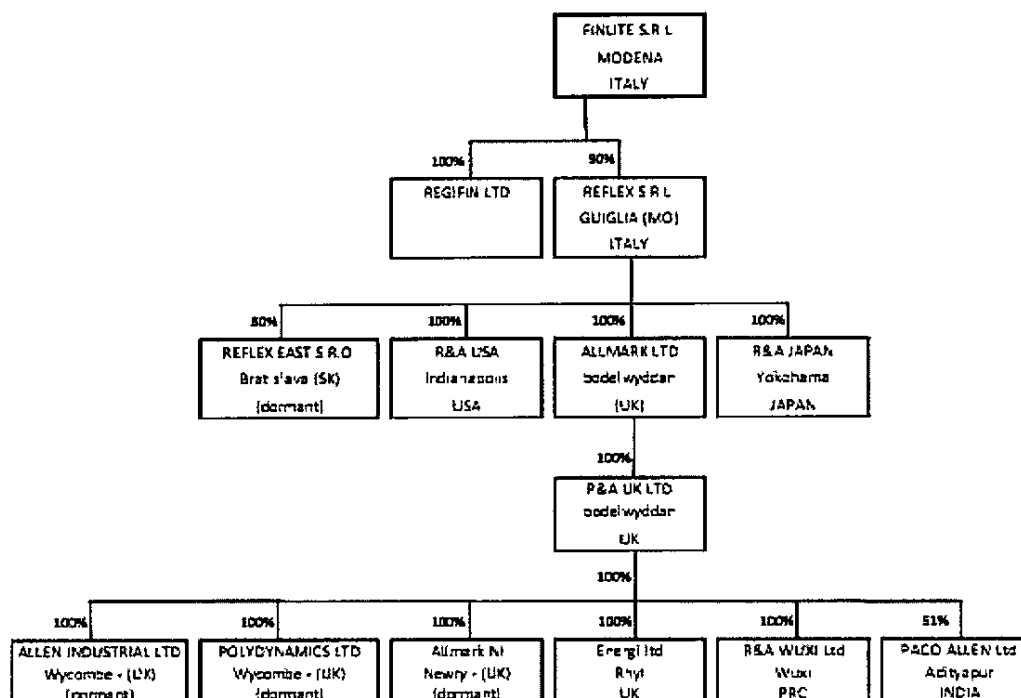 FINLITE S.R.L
MODENA
ITALY
100%
90%
REGIFIN LTD
REFLEX S R L
GUIGLIA (MO)
ITALY
80%
100%
100%
100%
REFLEX EAST S R.O
Brat s'ava (SK)
(dormant)
R&A USA
Indianapolis
USA
ALLMARK LTD
bodelwyddan
(UK)
R&A JAPAN
Yokohama
JAPAN
100%
R&A UK LTD
bodelwyddan
UK
100%
100%
100%
100%
100%
100%
51%
ALLEN INDUSTRIAL LTD
Wycombe - (UK)
(dormant)
POLYDYNAMICS LTD
Wycombe - (UK)
(dormant)
Allmark NI
Newry - (UK)
(dormant)
Energi ltd
Rhyl
UK
R&A WUXI Ltd
Wuxi
PRC
PACO ALLEN Ltd
Adityapur
INDIA